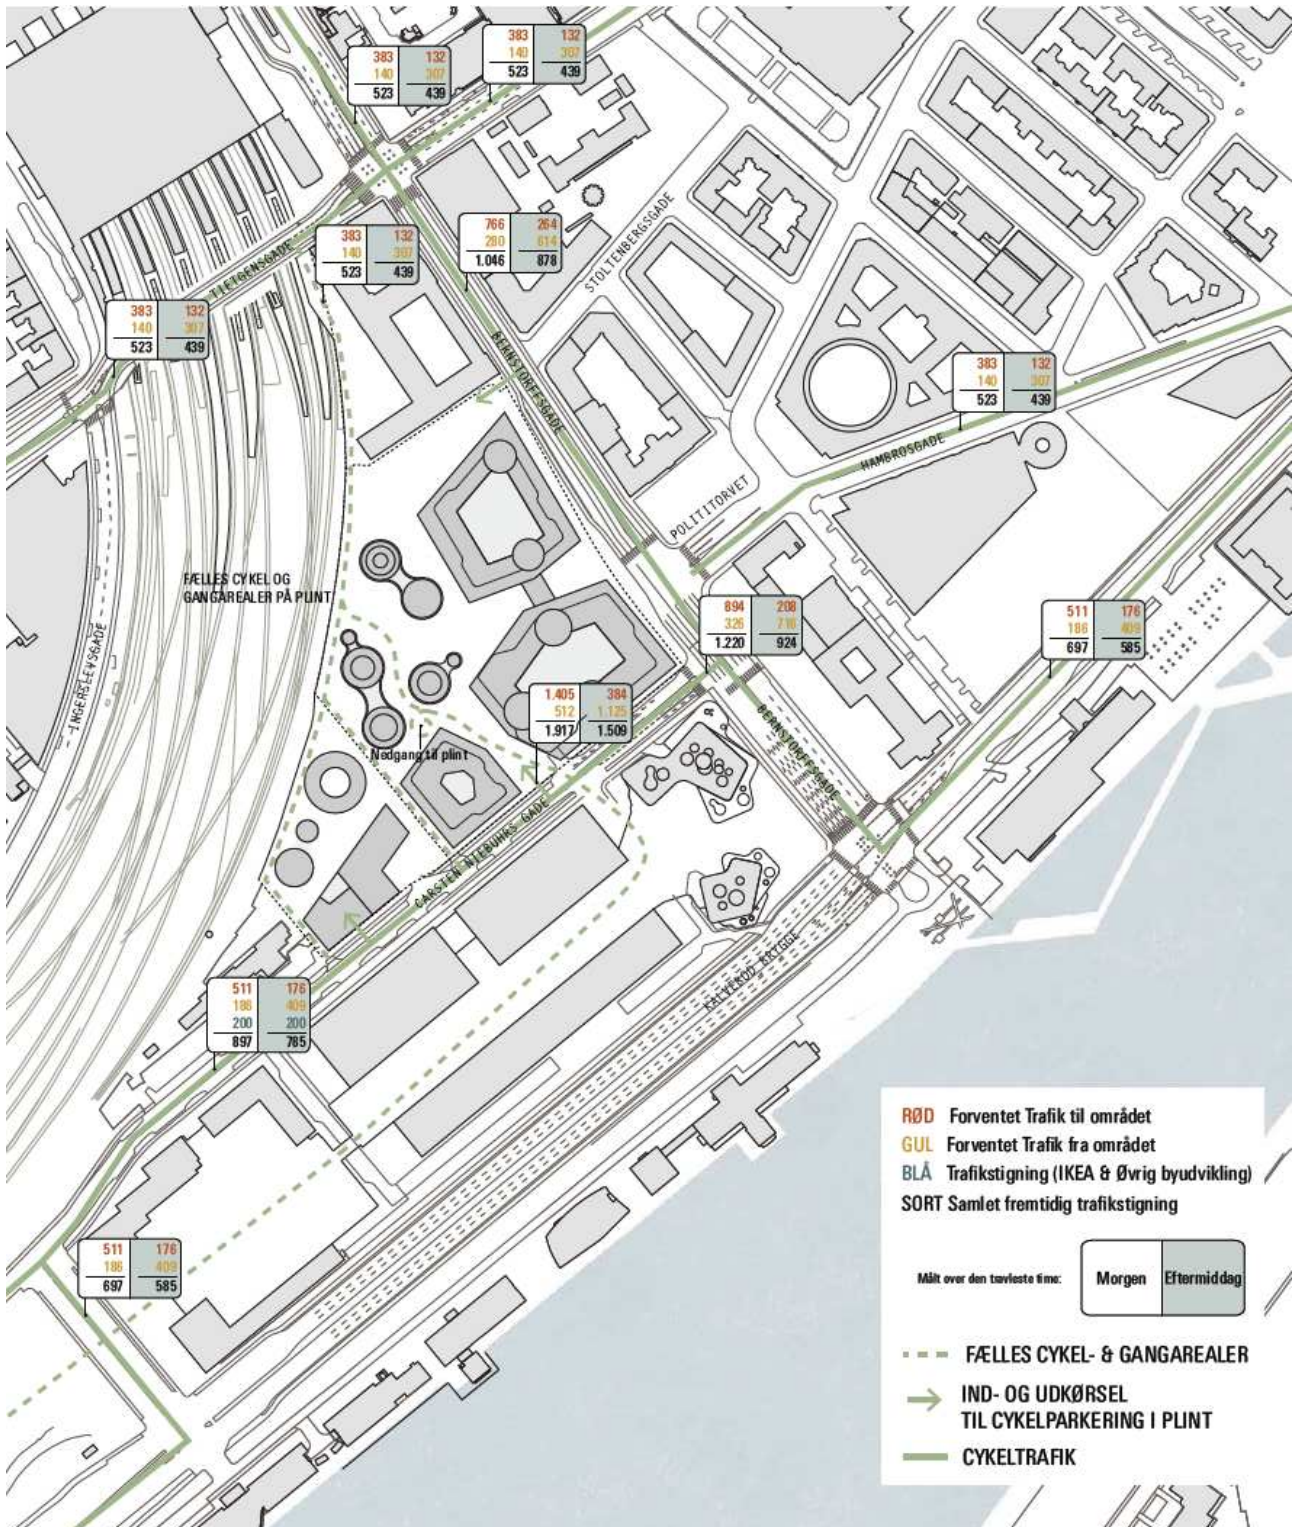 383 132
140 307
523 439
383 132
140 307
523 439
383 132
140 307
523 439
766 264
280 614
1.046 878
STOLTENBERGSGADE
TIETGENSGADE
383 132
140 307
523 439
BERNSTORFFSGADE
383 132
140 307
523 439
HAMBROSGADE
POLITITORVET
FÆLLES CYKEL OG
GANGAREALER PÅ PLINT
INGERSLEVSGADE
894 208
326 716
1.220 924
511 176
186 409
697 585
1.405 384
512 1.125
1.917 1.509
BERNSTORFFSGADE
Nedgang til plint
CARSTEN NIEBUHRS GADE
KALVEBOD BRYGGE
511 176
186 409
200 200
897 785
511 176
186 409
697 585
RØD Forventet Trafik til området
GUL Forventet Trafik fra området
BLÅ Trafikstigning (IKEA & Øvrig byudvikling)
SORT Samlet fremtidig trafikstigning
Målt over den travleste time: Morgen Eftermiddag
FÆLLES CYKEL- & GANGAREALER
IND- OG UDKØRSEL
TIL CYKELPARKERING I PLINT
CYKELTRAFIK